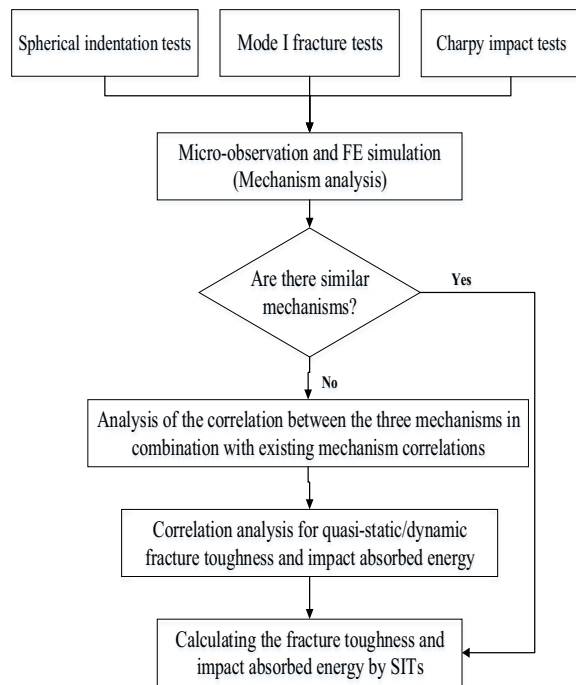 Spherical indentation tests
Mode I fracture tests
Charpy impact tests
Micro-observation and FE simulation
(Mechanism analysis)
Are there similar
mechanisms?
Yes
No
Analysis of the correlation between the three mechanisms in
combination with existing mechanism correlations
Correlation analysis for quasi-static/dynamic
fracture toughness and impact absorbed energy
Calculating the fracture toughness and
impact absorbed energy by SITs